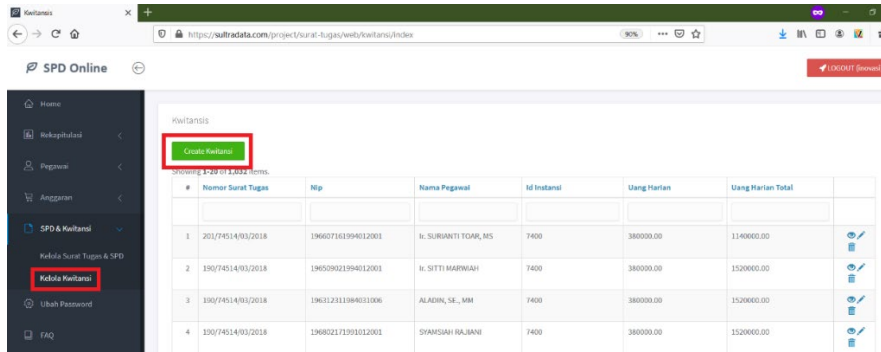 Kwitansis
https://sultradata.com/project/surat-tugas/web/kwitansi/index
90%
SPD Online
LOGOUT (inovasi
Home
Rekapitulasi
Pegawai
Anggaran
SPD & Kwitansi
Kelola Surat Tugas & SPD
Kelola Kwitansi
Ubah Password
FAQ
Kwitansis
Create Kwitansi
Showing 1-20 of 1,032 items.
# Nomor Surat Tugas Nip Nama Pegawai Id Instansi Uang Harian Uang Harian Total
1 201/74514/03/2018 196607161994012001 Ir. SURIANTI TOAR, MS 7400 380000.00 1140000.00
2 190/74514/03/2018 196509021994012001 Ir. SITTI MARWIAH 7400 380000.00 1520000.00
3 190/74514/03/2018 196312311984031006 ALADIN, SE., MM 7400 380000.00 1520000.00
4 190/74514/03/2018 196802171991012001 SYAMSIAH RAJIANI 7400 380000.00 1520000.00